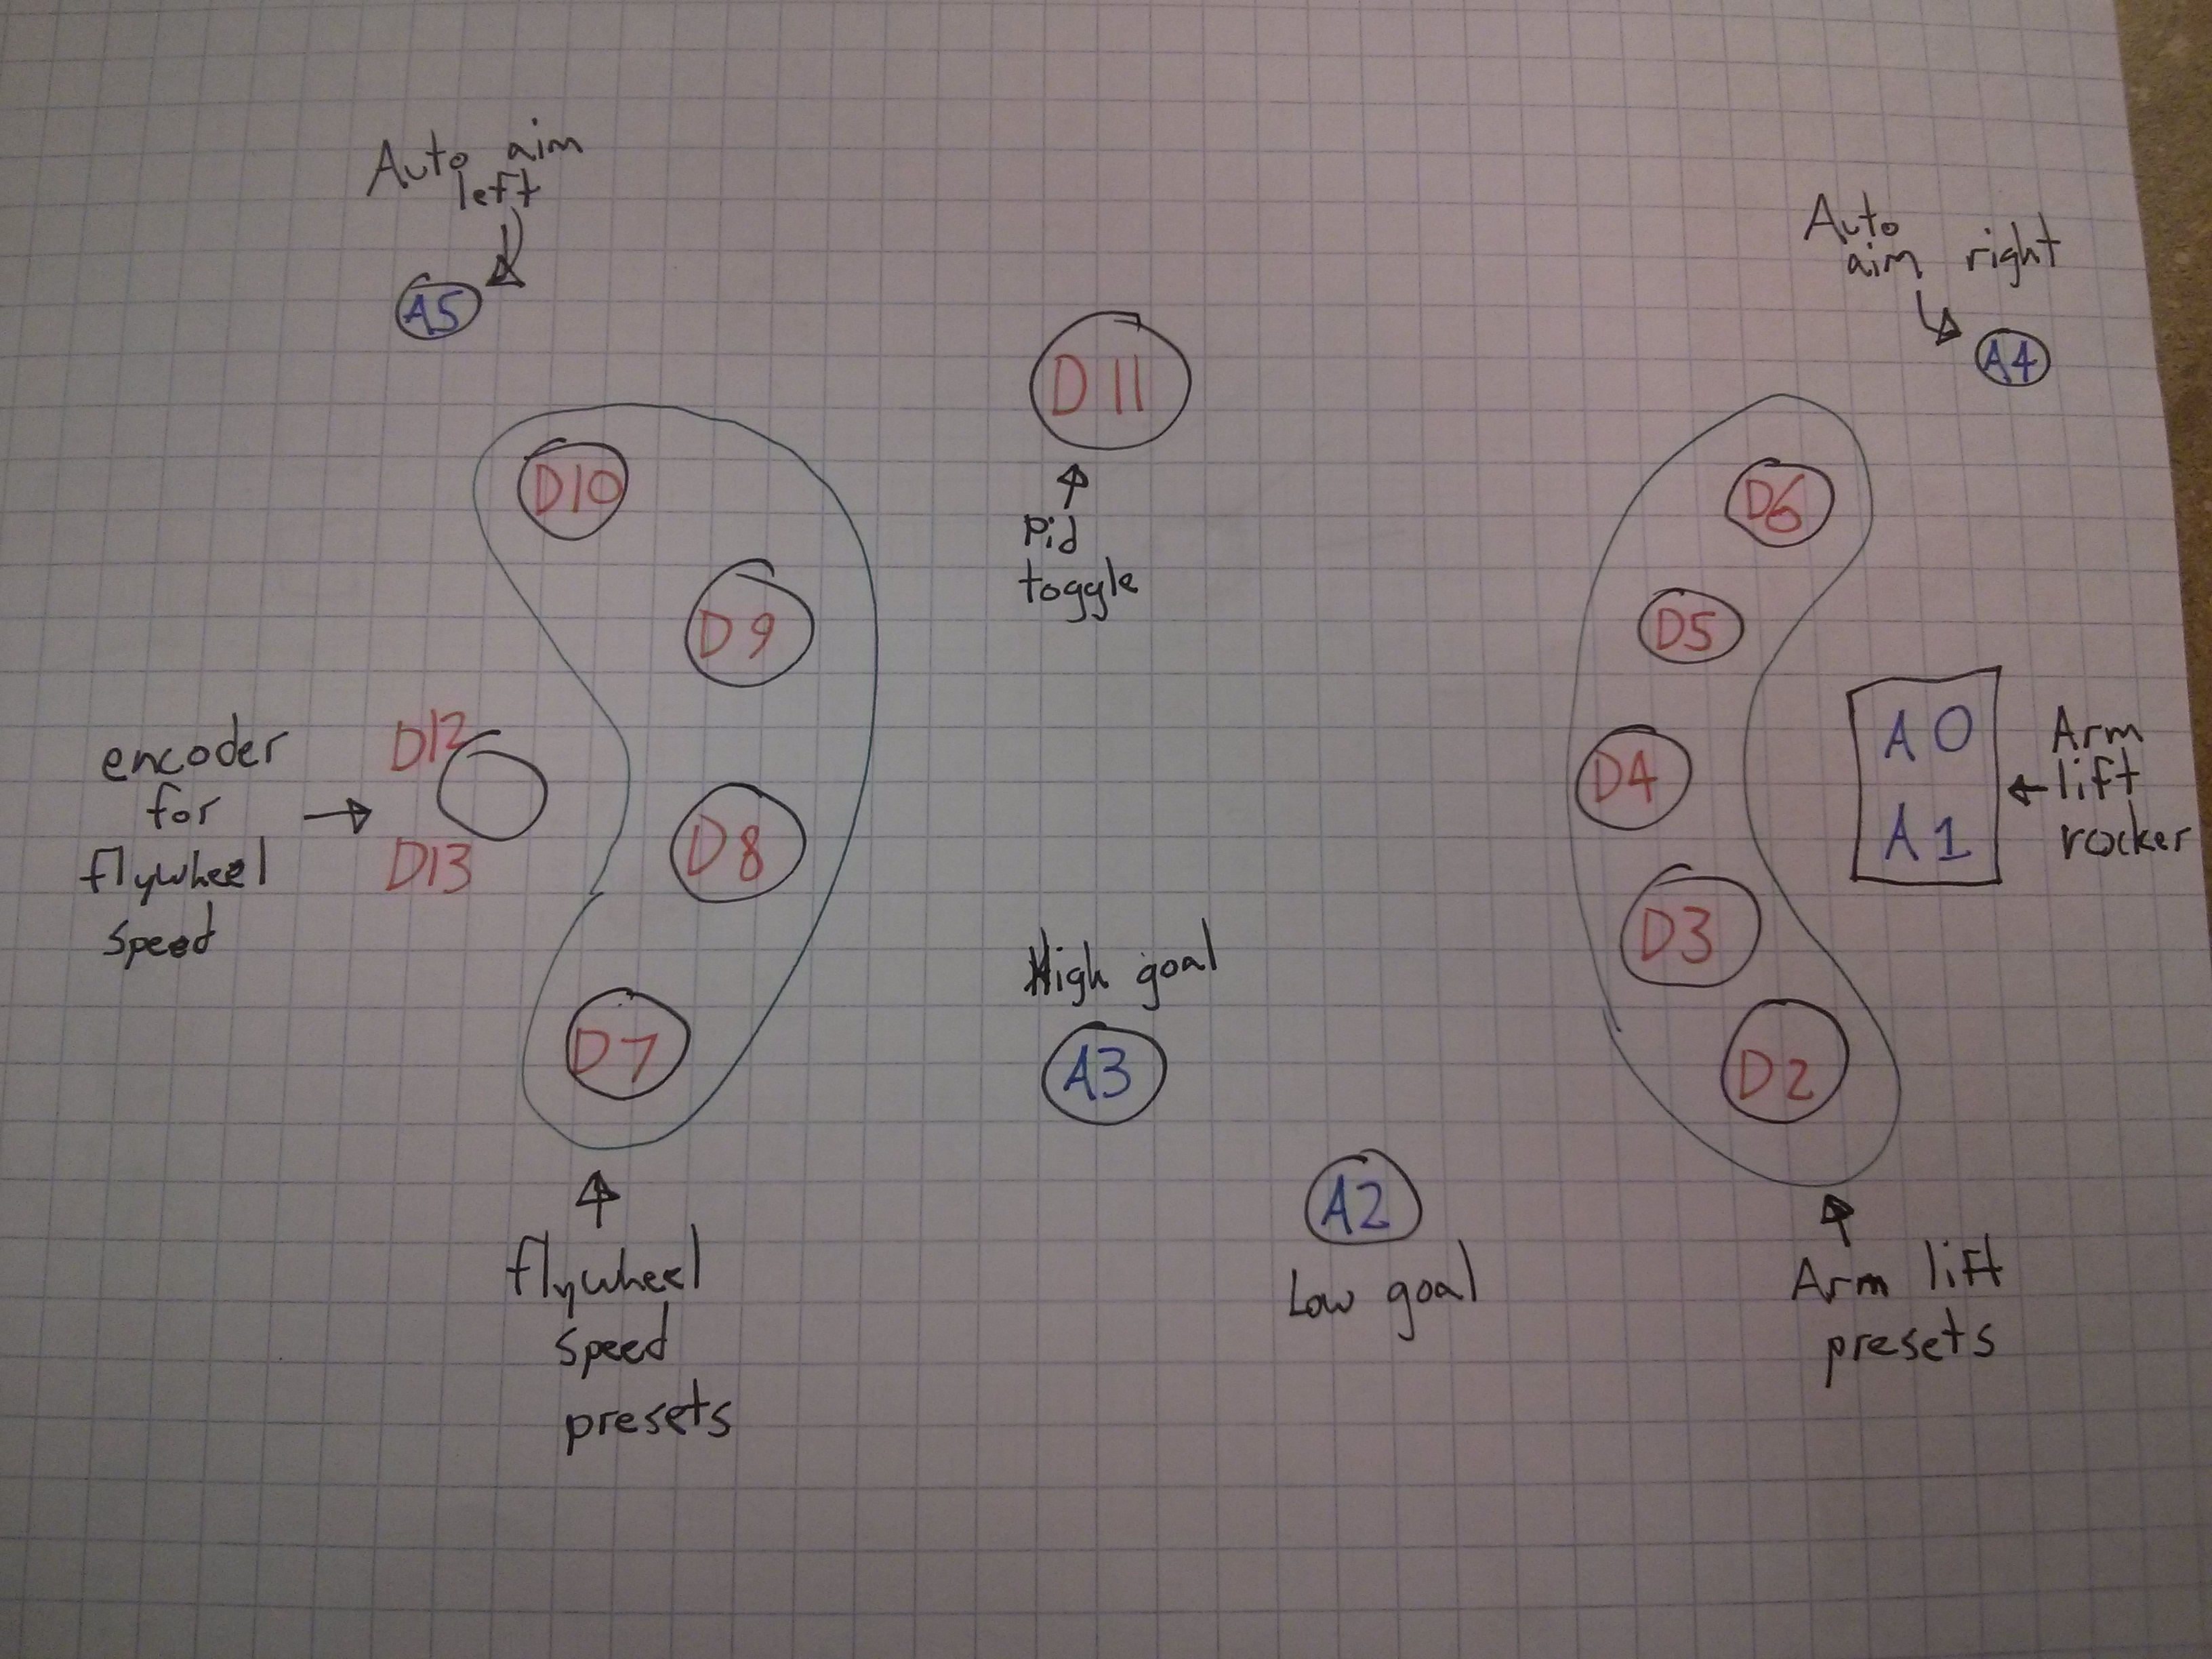 Auto aim
left
A5
Auto
aim right
A4
D11
Pid
toggle
D10
D9
D8
D7
encoder
for
flywheel
speed
D12
D13
flywheel
speed
presets
High goal
A3
A2
Low goal
D6
D5
D4
D3
D2
A0
A1
Arm
lift
rocker
Arm lift
presets